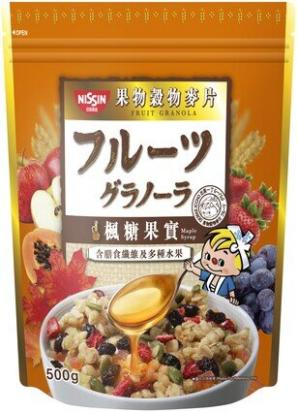 OPEN
NISSIN
果物穀物麥片
FRUIT GRANOLA
フルーツ
グラノーラ
楓糖果實
Maple
Syrup
含膳食纖維及多種水果
500g